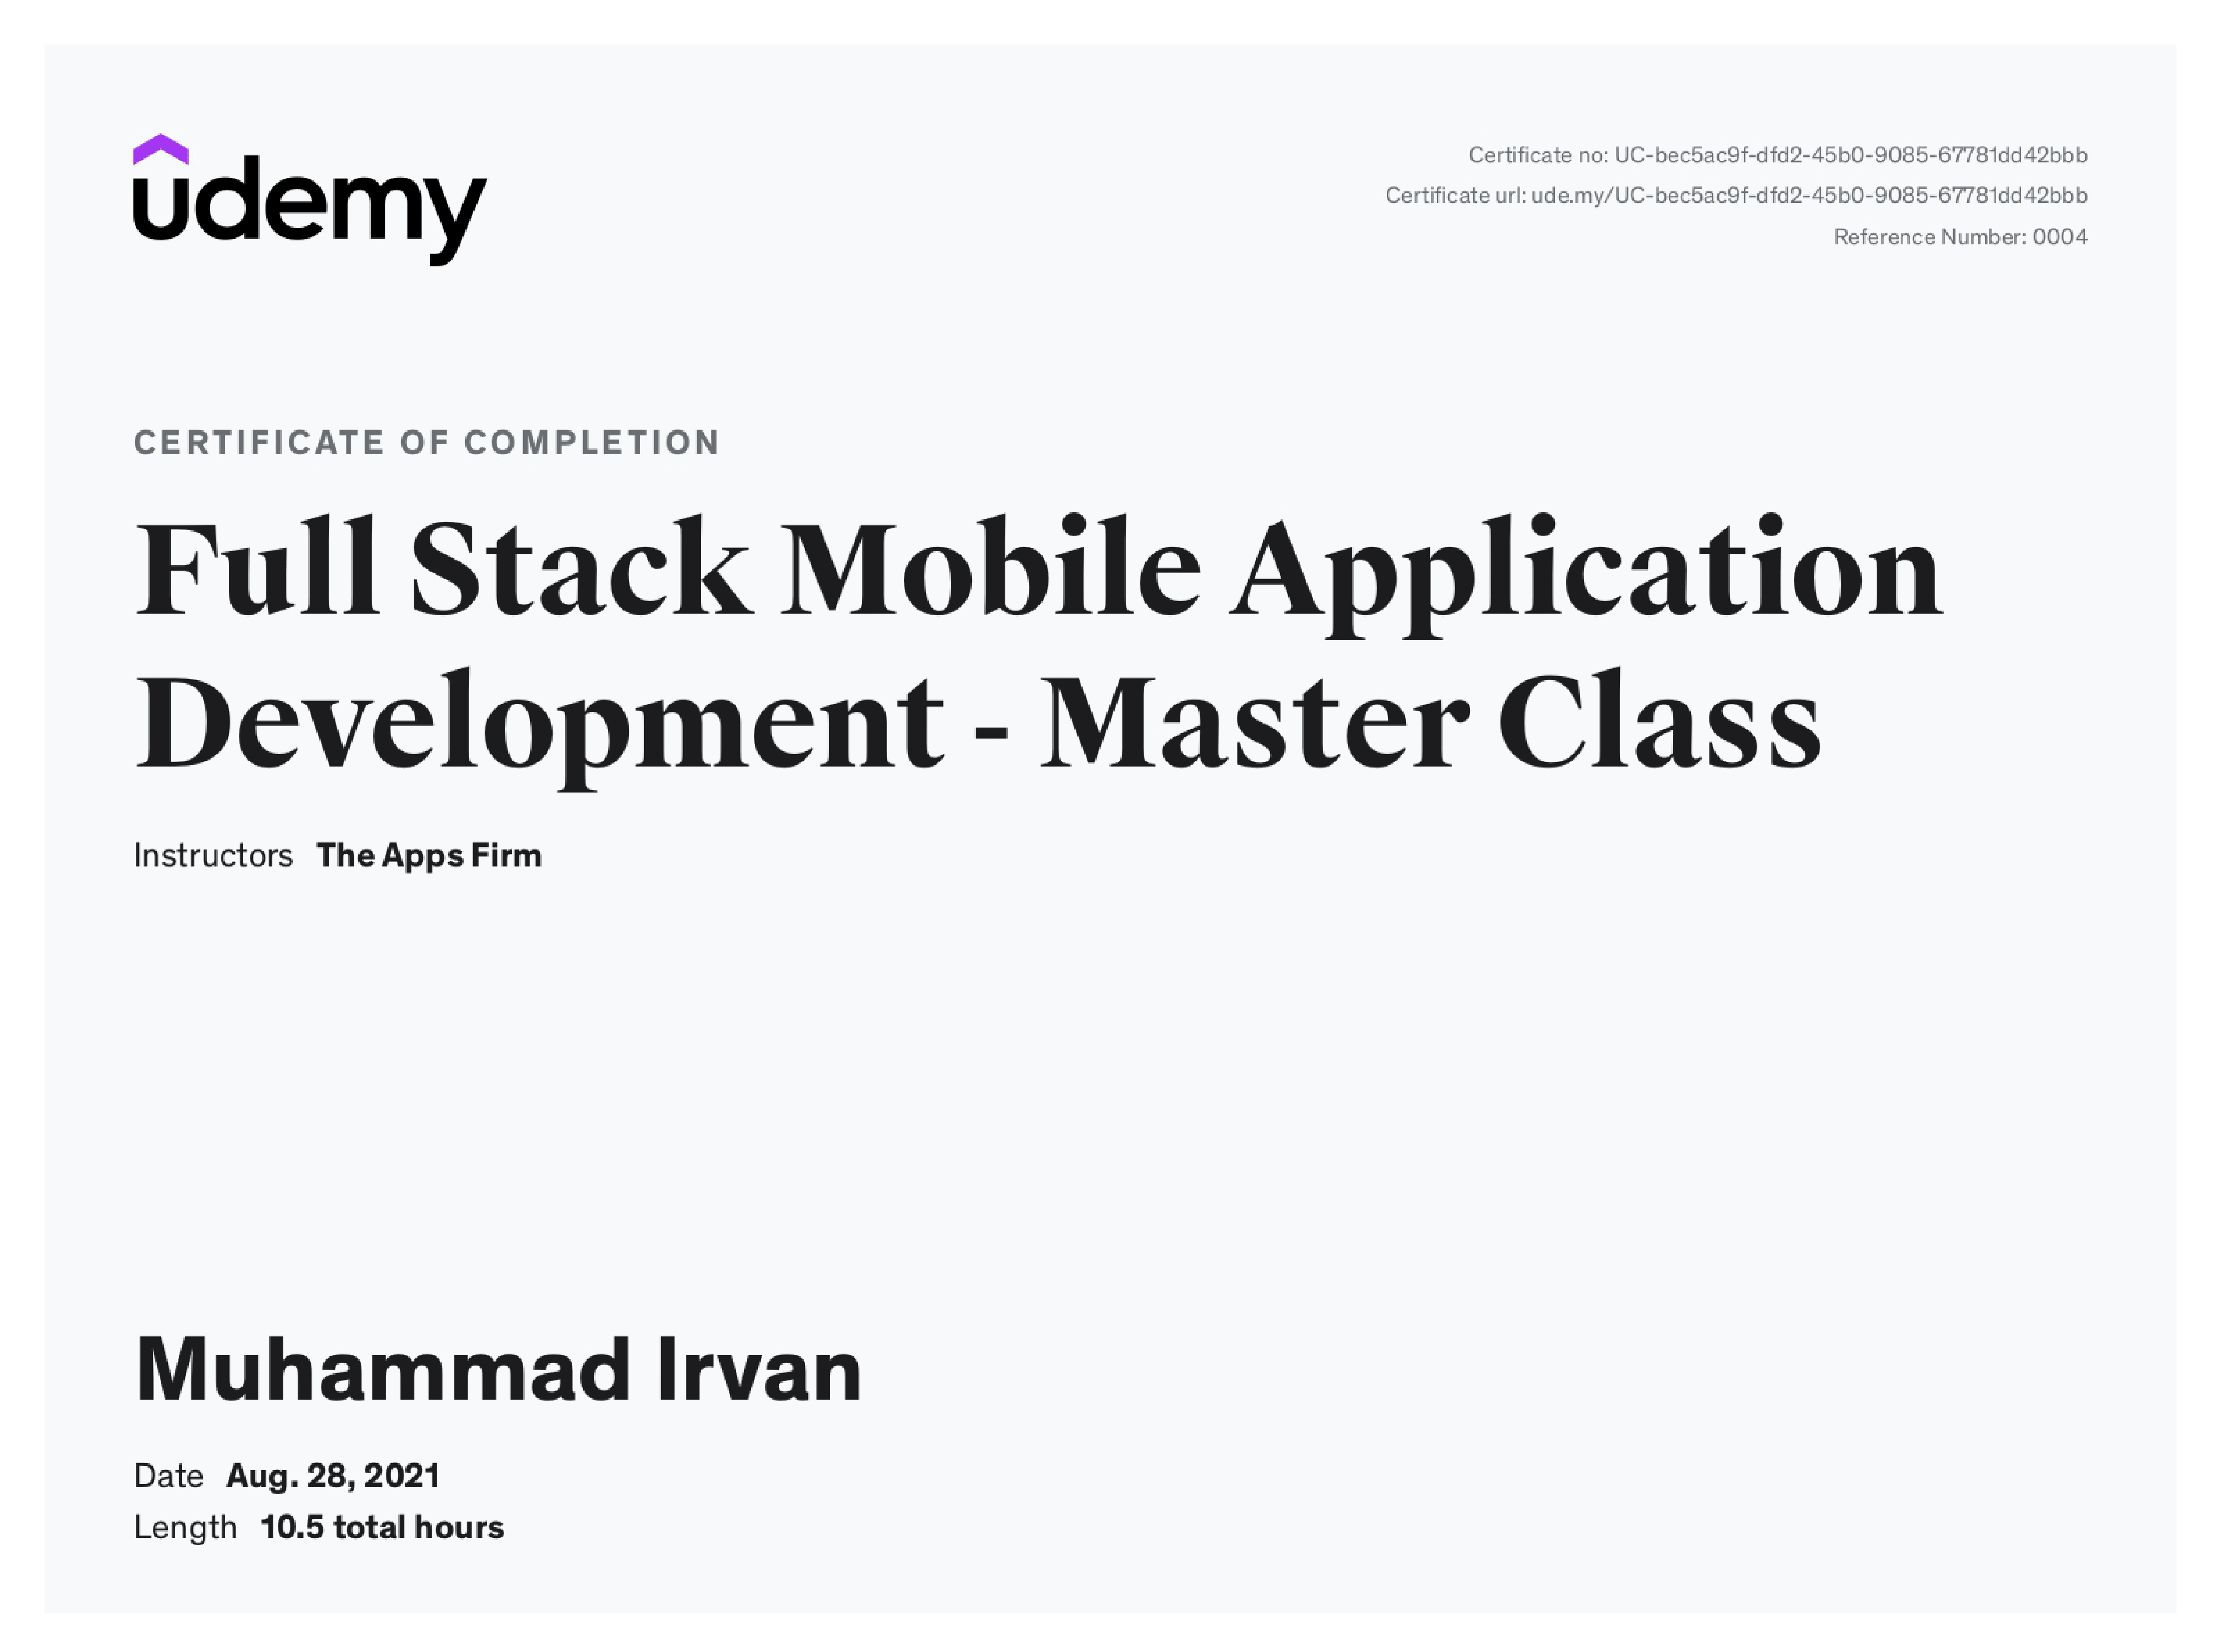 udemy
Certificate no: UC-bec5ac9f-dfd2-45b0-9085-67781dd42bbb
Certificate url: ude.my/UC-bec5ac9f-dfd2-45b0-9085-67781dd42bbb
Reference Number: 0004
CERTIFICATE OF COMPLETION
Full Stack Mobile Application
Development - Master Class
Instructors The Apps Firm
Muhammad Irvan
Date Aug. 28, 2021
Length 10.5 total hours